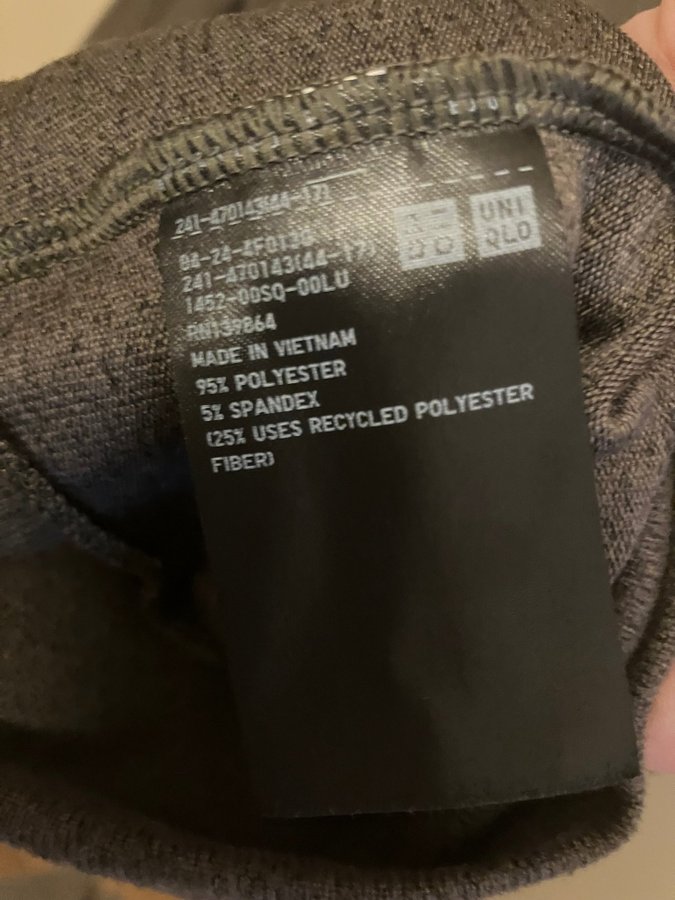 241-470143(44-17)
UNI
QLO
241-470143(44-17)
1452-00SQ-00LU
RN139864
MADE IN VIETNAM
95% POLYESTER
5% SPANDEX
(25% USES RECYCLED POLYESTER
FIBER)